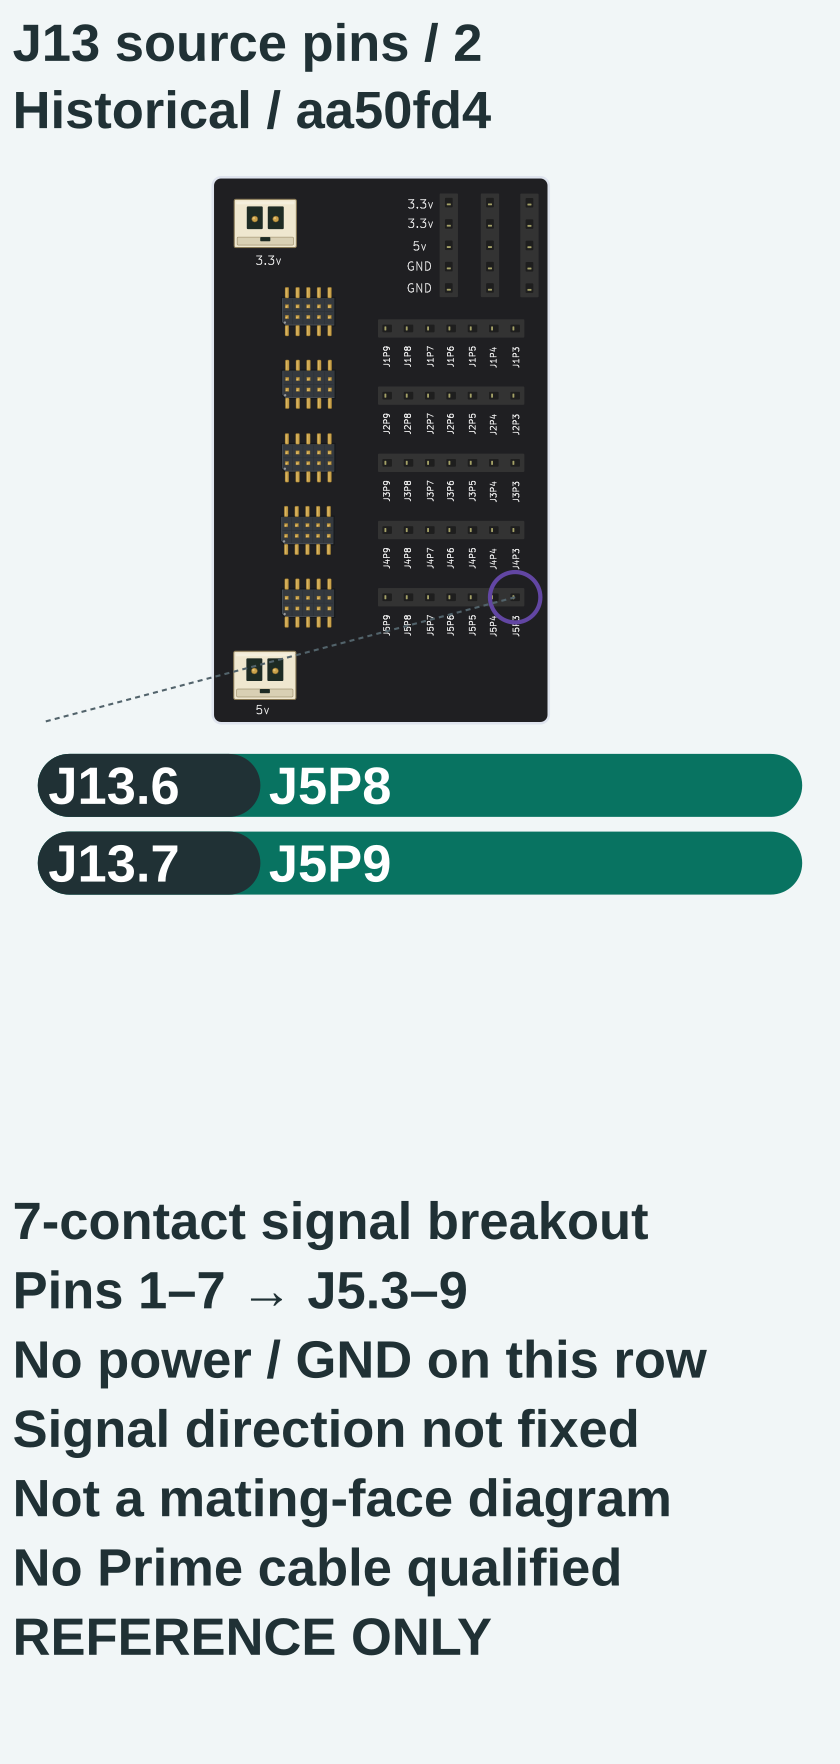 J13 source pins / 2
Historical / aa50fd4
3.3v
3.3v
3.3v
5v
GND
GND
J1P9 J1P8 J1P7 J1P6 J1P5 J1P4 J1P3
J2P9 J2P8 J2P7 J2P6 J2P5 J2P4 J2P3
J3P9 J3P8 J3P7 J3P6 J3P5 J3P4 J3P3
J4P9 J4P8 J4P7 J4P6 J4P5 J4P4 J4P3
J5P9 J5P8 J5P7 J5P6 J5P5 J5P4 J5P3
5v
J13.6 J5P8
J13.7 J5P9
7-contact signal breakout
Pins 1–7 → J5.3–9
No power / GND on this row
Signal direction not fixed
Not a mating-face diagram
No Prime cable qualified
REFERENCE ONLY